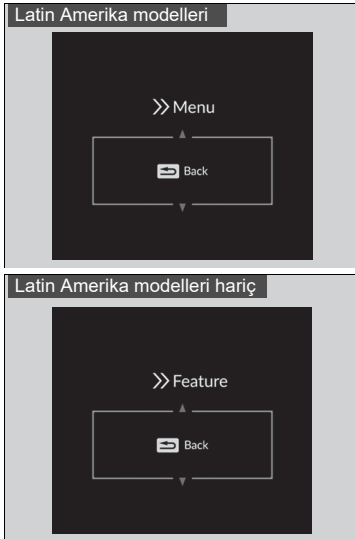 Latin Amerika modelleri
Menu
Back
Latin Amerika modelleri hariç
Feature
Back